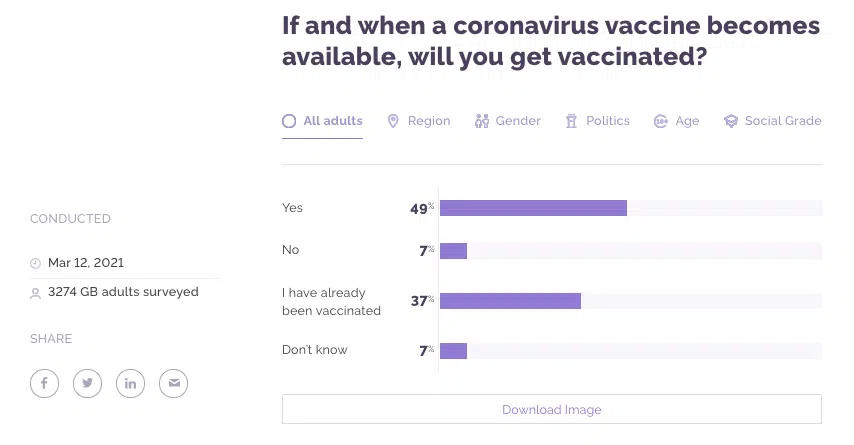 If and when a coronavirus vaccine becomes
available, will you get vaccinated?
All adults
Region
Gender
Politics
Age
Social Grade
CONDUCTED
Mar 12, 2021
3274 GB adults surveyed
SHARE
Yes 49%
No 7%
I have already
been vaccinated 37%
Don't know 7%
Download Image